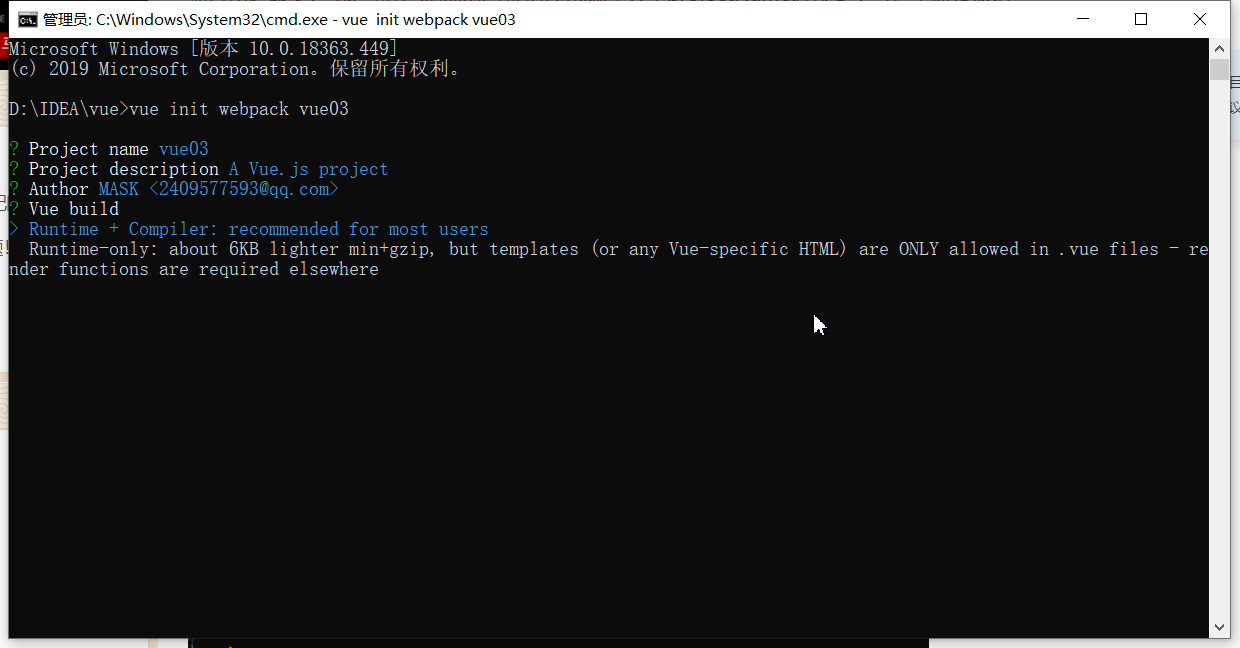 管理员: C:\Windows\System32\cmd.exe - vue  init webpack vue03
Microsoft Windows [版本 10.0.18363.449]
(c) 2019 Microsoft Corporation。保留所有权利。
D:\IDEA\vue>vue init webpack vue03
? Project name vue03
? Project description A Vue.js project
? Author MASK <2409577593@qq.com>
? Vue build
> Runtime + Compiler: recommended for most users
Runtime-only: about 6KB lighter min+gzip, but templates (or any Vue-specific HTML) are ONLY allowed in .vue files - re
nder functions are required elsewhere